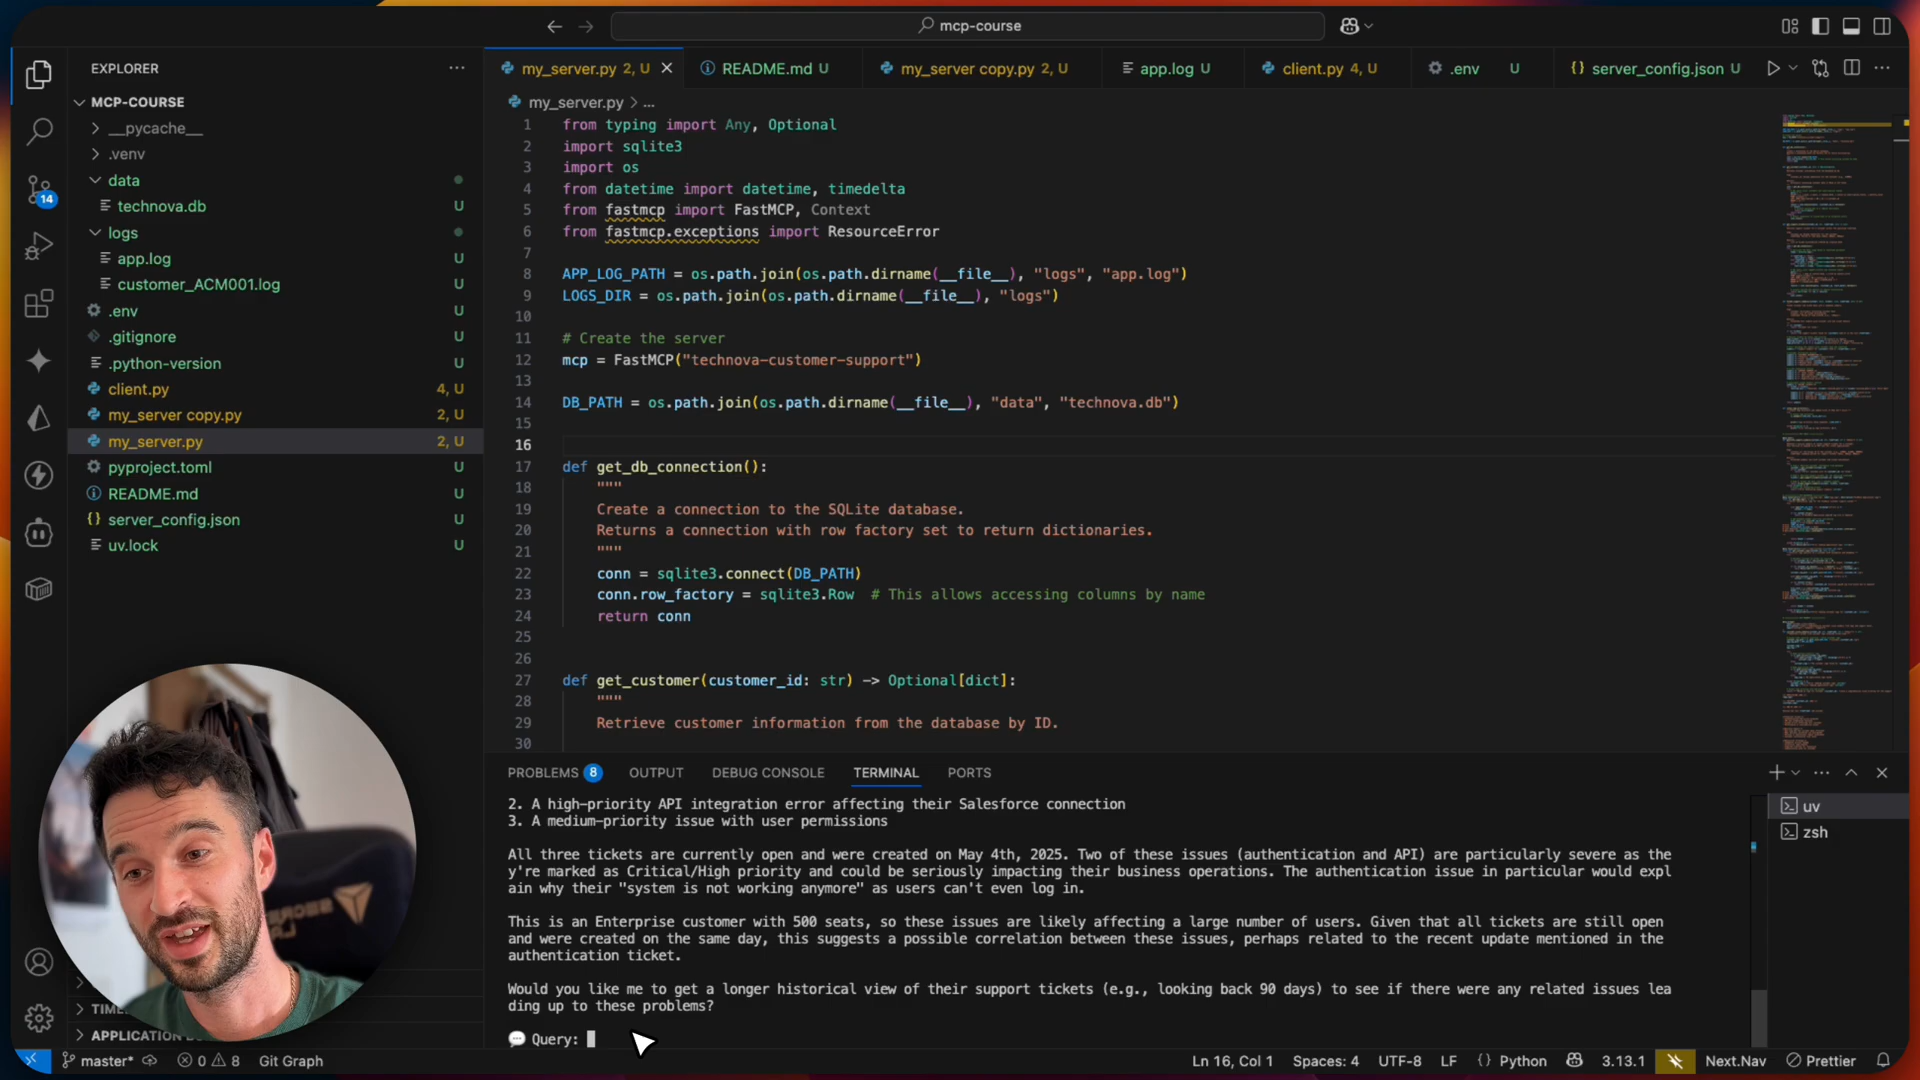 mcp-course
EXPLORER
MCP-COURSE
__pycache__
.venv
data
technova.db U
logs
app.log U
customer_ACM001.log U
.env U
.gitignore U
.python-version U
client.py 4, U
my_server copy.py 2, U
my_server.py 2, U
pyproject.toml U
README.md U
server_config.json U
uv.lock U
14
my_server.py 2, U
README.md U
my_server copy.py 2, U
app.log U
client.py 4, U
.env U
server_config.json U
my_server.py > ...
1 from typing import Any, Optional
2 import sqlite3
3 import os
4 from datetime import datetime, timedelta
5 from fastmcp import FastMCP, Context
6 from fastmcp.exceptions import ResourceError
7
8 APP_LOG_PATH = os.path.join(os.path.dirname(__file__), "logs", "app.log")
9 LOGS_DIR = os.path.join(os.path.dirname(__file__), "logs")
10
11 # Create the server
12 mcp = FastMCP("technova-customer-support")
13
14 DB_PATH = os.path.join(os.path.dirname(__file__), "data", "technova.db")
15
16
17 def get_db_connection():
18 """
19 Create a connection to the SQLite database.
20 Returns a connection with row factory set to return dictionaries.
21 """
22 conn = sqlite3.connect(DB_PATH)
23 conn.row_factory = sqlite3.Row # This allows accessing columns by name
24 return conn
25
26
27 def get_customer(customer_id: str) -> Optional[dict]:
28 """
29 Retrieve customer information from the database by ID.
30
PROBLEMS 8 OUTPUT DEBUG CONSOLE TERMINAL PORTS
2. A high-priority API integration error affecting their Salesforce connection
3. A medium-priority issue with user permissions
All three tickets are currently open and were created on May 4th, 2025. Two of these issues (authentication and API) are particularly severe as the
y're marked as Critical/High priority and could be seriously impacting their business operations. The authentication issue in particular would expl
ain why their "system is not working anymore" as users can't even log in.
This is an Enterprise customer with 500 seats, so these issues are likely affecting a large number of users. Given that all tickets are still open
and were created on the same day, this suggests a possible correlation between these issues, perhaps related to the recent update mentioned in the
authentication ticket.
Would you like me to get a longer historical view of their support tickets (e.g., looking back 90 days) to see if there were any related issues lea
ding up to these problems?
Query:
uv
zsh
APPLICATION
master* 0 8 Git Graph
Ln 16, Col 1 Spaces: 4 UTF-8 LF Python 3.13.1 Next.Nav Prettier